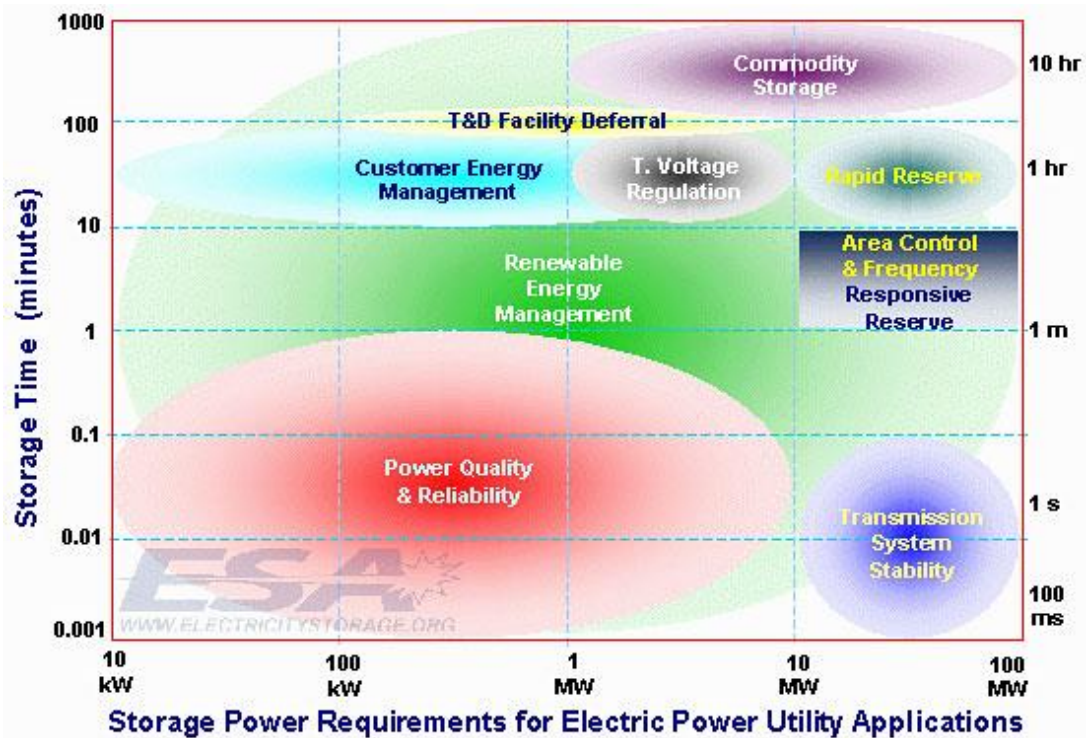 1000
100
10
1
0.1
0.01
0.001
Storage Time (minutes)
10 hr
1 hr
1 m
1 s
100
ms
Commodity
Storage
T&D Facility Deferral
Customer Energy
Management
T. Voltage
Regulation
Rapid Reserve
Renewable
Energy
Management
Area Control
& Frequency
Responsive
Reserve
Power Quality
& Reliability
Transmission
System
Stability
ESA
WWW.ELECTRICITYSTORAGE.ORG
10
kW
100
kW
1
MW
10
MW
100
MW
Storage Power Requirements for Electric Power Utility Applications